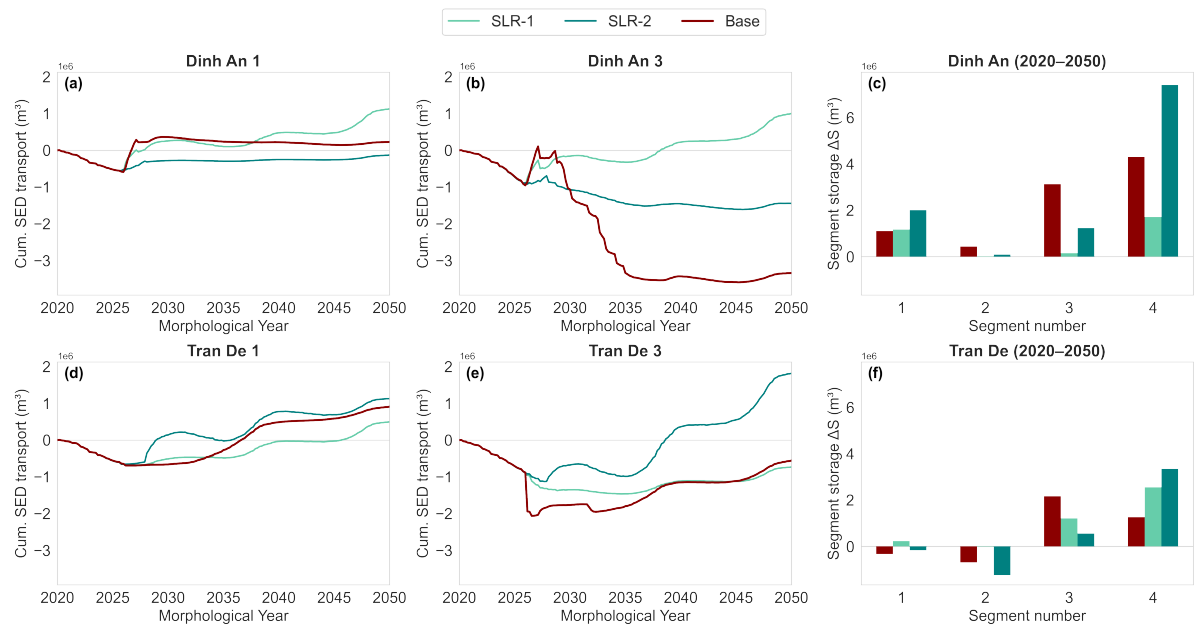 SLR-1 SLR-2 Base
Dinh An 1
1e6
(a)
2
1
0
−1
−2
−3
Cum. SED transport (m³)
2020 2025 2030 2035 2040 2045 2050
Morphological Year
Dinh An 3
1e6
(b)
2
1
0
−1
−2
−3
Cum. SED transport (m³)
2020 2025 2030 2035 2040 2045 2050
Morphological Year
Dinh An (2020–2050)
1e6
(c)
6
4
2
0
Segment storage ΔS (m³)
1 2 3 4
Segment number
Tran De 1
1e6
(d)
2
1
0
−1
−2
−3
Cum. SED transport (m³)
2020 2025 2030 2035 2040 2045 2050
Morphological Year
Tran De 3
1e6
(e)
2
1
0
−1
−2
−3
Cum. SED transport (m³)
2020 2025 2030 2035 2040 2045 2050
Morphological Year
Tran De (2020–2050)
1e6
(f)
6
4
2
0
Segment storage ΔS (m³)
1 2 3 4
Segment number